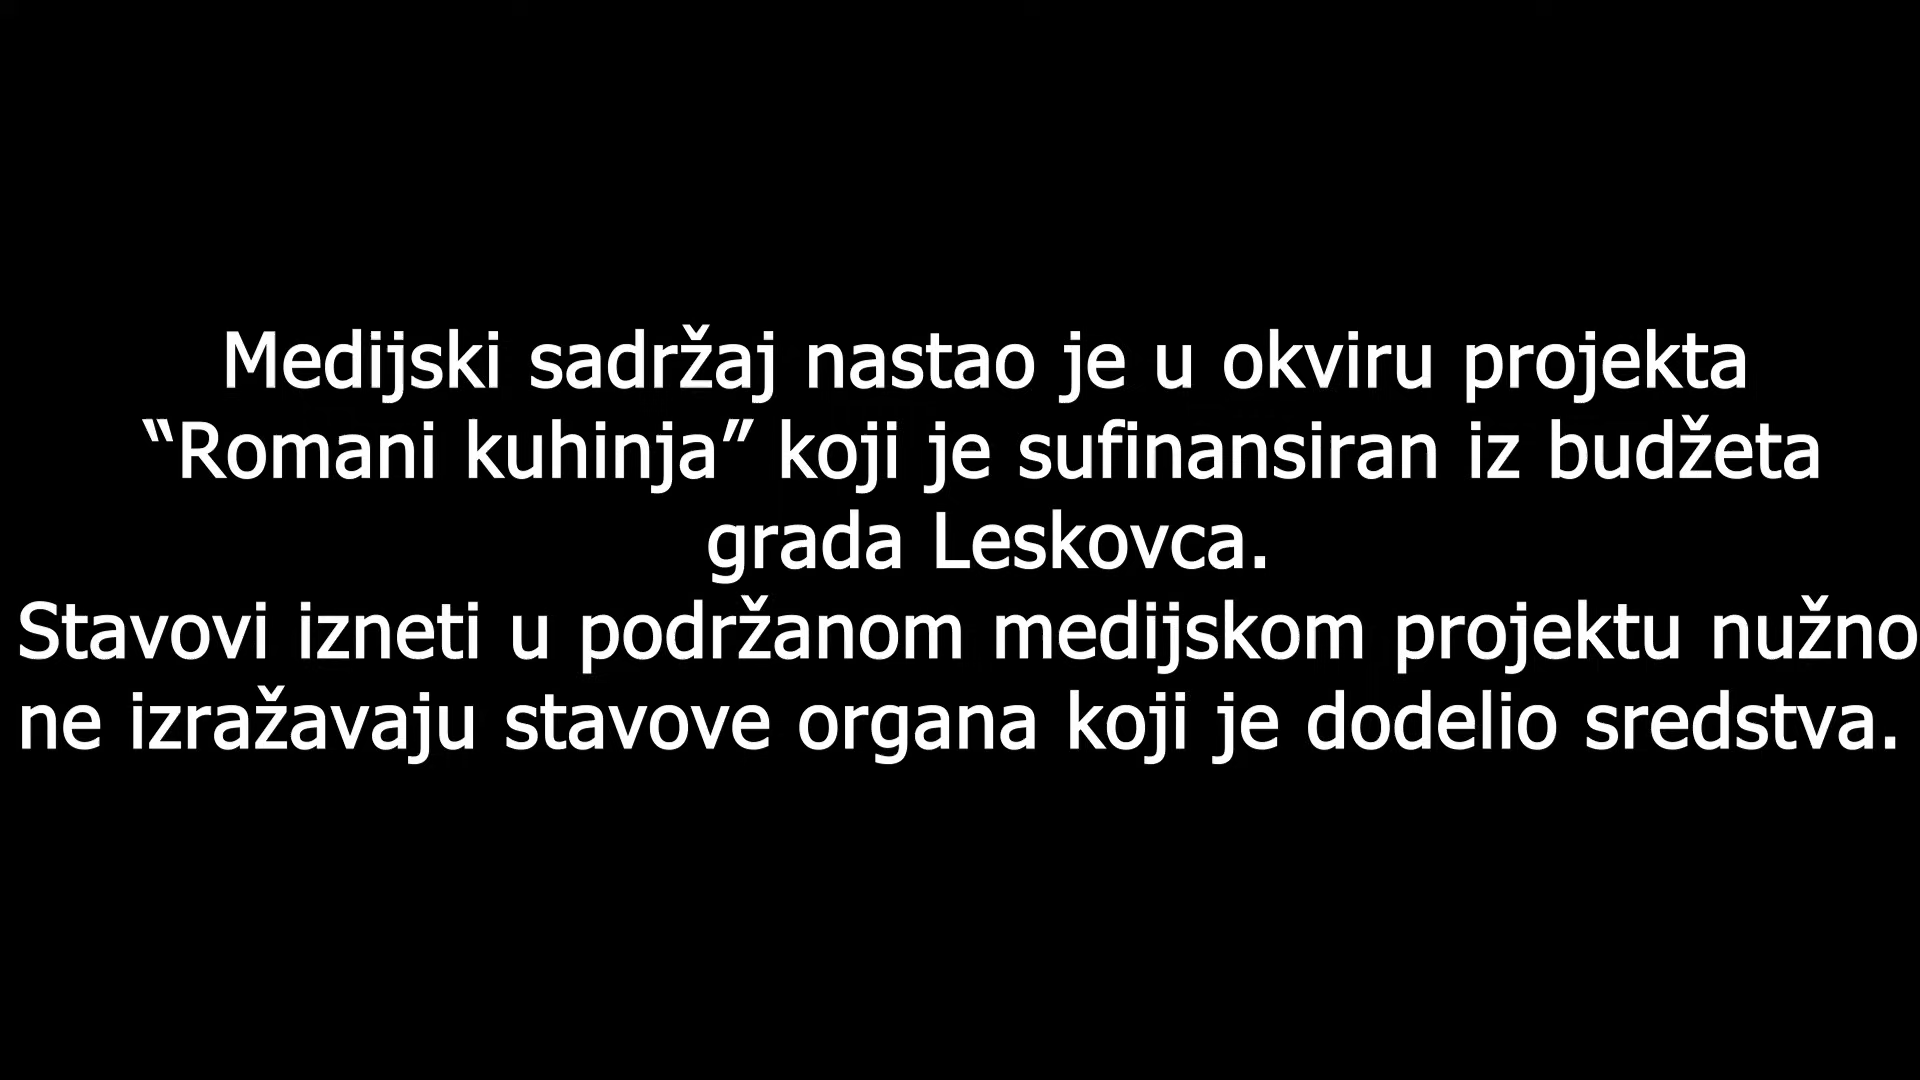 Medijski sadržaj nastao je u okviru projekta
“Romani kuhinja” koji je sufinansiran iz budžeta
grada Leskovca.
Stavovi izneti u podržanom medijskom projektu nužno
ne izražavaju stavove organa koji je dodelio sredstva.